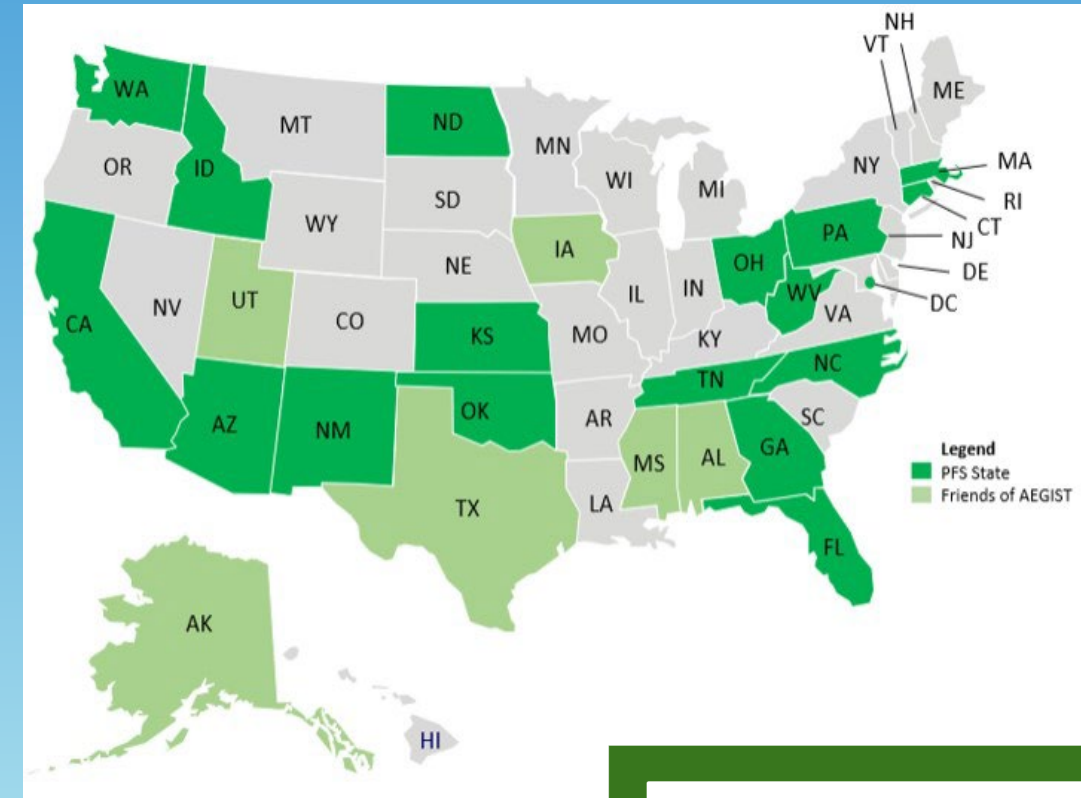 NH
VT
WA
MT
ND
MN
ME
OR
ID
WY
SD
WI
MI
NY
MA
RI
CT
NJ
PA
DE
DC
NV
UT
CO
NE
IA
IL
IN
OH
WV
VA
CA
KS
MO
KY
AZ
NM
OK
AR
TN
NC
SC
TX
LA
MS
AL
GA
FL
Legend
PFS State
Friends of AEGIST
AK
HI